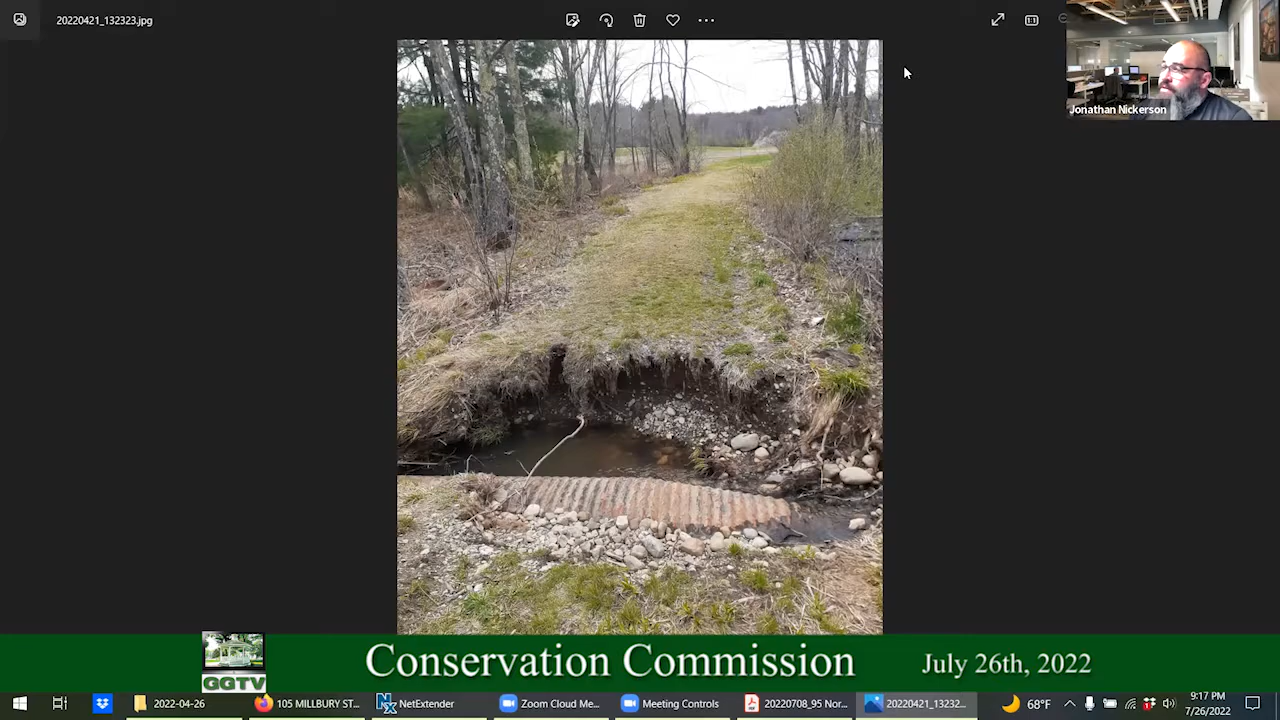 20220421_132323.jpg
Jonathan Nickerson
GGTV
Conservation Commission
July 26th, 2022
2022-04-26
105 MILLBURY ST...
NetExtender
Zoom Cloud Me...
Meeting Controls
20220708_95 Nor...
20220421_13232...
68°F
9:17 PM
7/26/2022